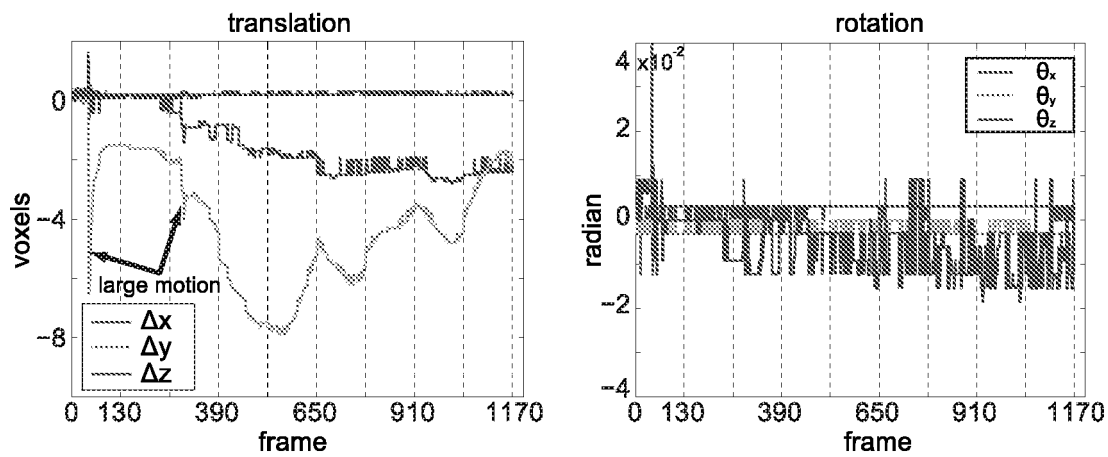 translation
0
−4
−8
voxels
large motion
Δx
Δy
Δz
0 130 390 650 910 1170
frame
rotation
4 ×10⁻²
2
0
−2
−4
radian
θx
θy
θz
0 130 390 650 910 1170
frame